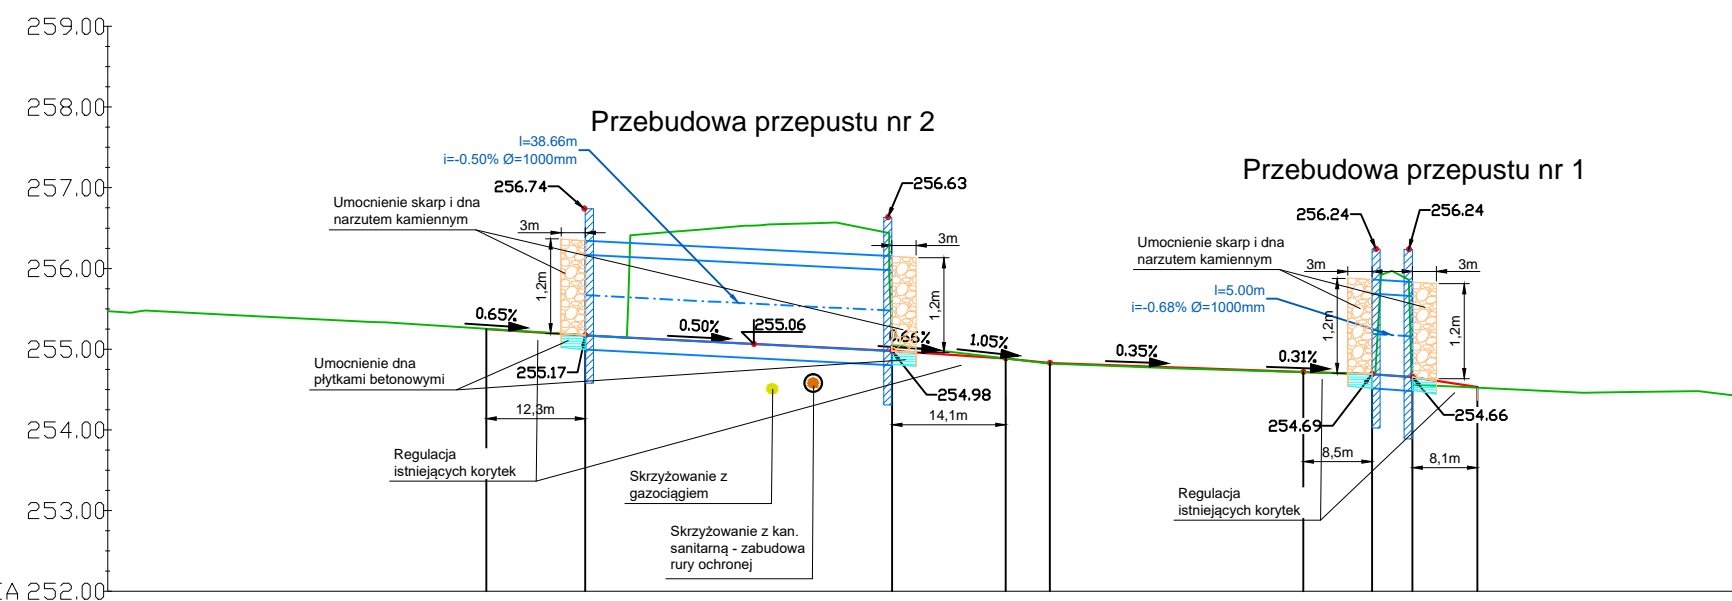 259.00
258.00
257.00
256.00
255.00
254.00
253.00
252.00
Przebudowa przepustu nr 2
l=38.66m
i=-0.50% Ø=1000mm
256.74
256.63
Umocnienie skarp i dna
narzutem kamiennym
3m
3m
1,2m
1,2m
0.65%
0.50%
255.06
0.66%
1.05%
0.35%
0.31%
Umocnienie dna
płytkami betonowymi
255.17
254.98
12,3m
14,1m
Regulacja
istniejących korytek
Skrzyżowanie z
gazociągiem
Skrzyżowanie z kan.
sanitarną - zabudowa
rury ochronej
Przebudowa przepustu nr 1
256.24
256.24
Umocnienie skarp i dna
narzutem kamiennym
3m
3m
l=5.00m
i=-0.68% Ø=1000mm
1,2m
1,2m
254.69
254.66
8,5m
8,1m
Regulacja
istniejących korytek